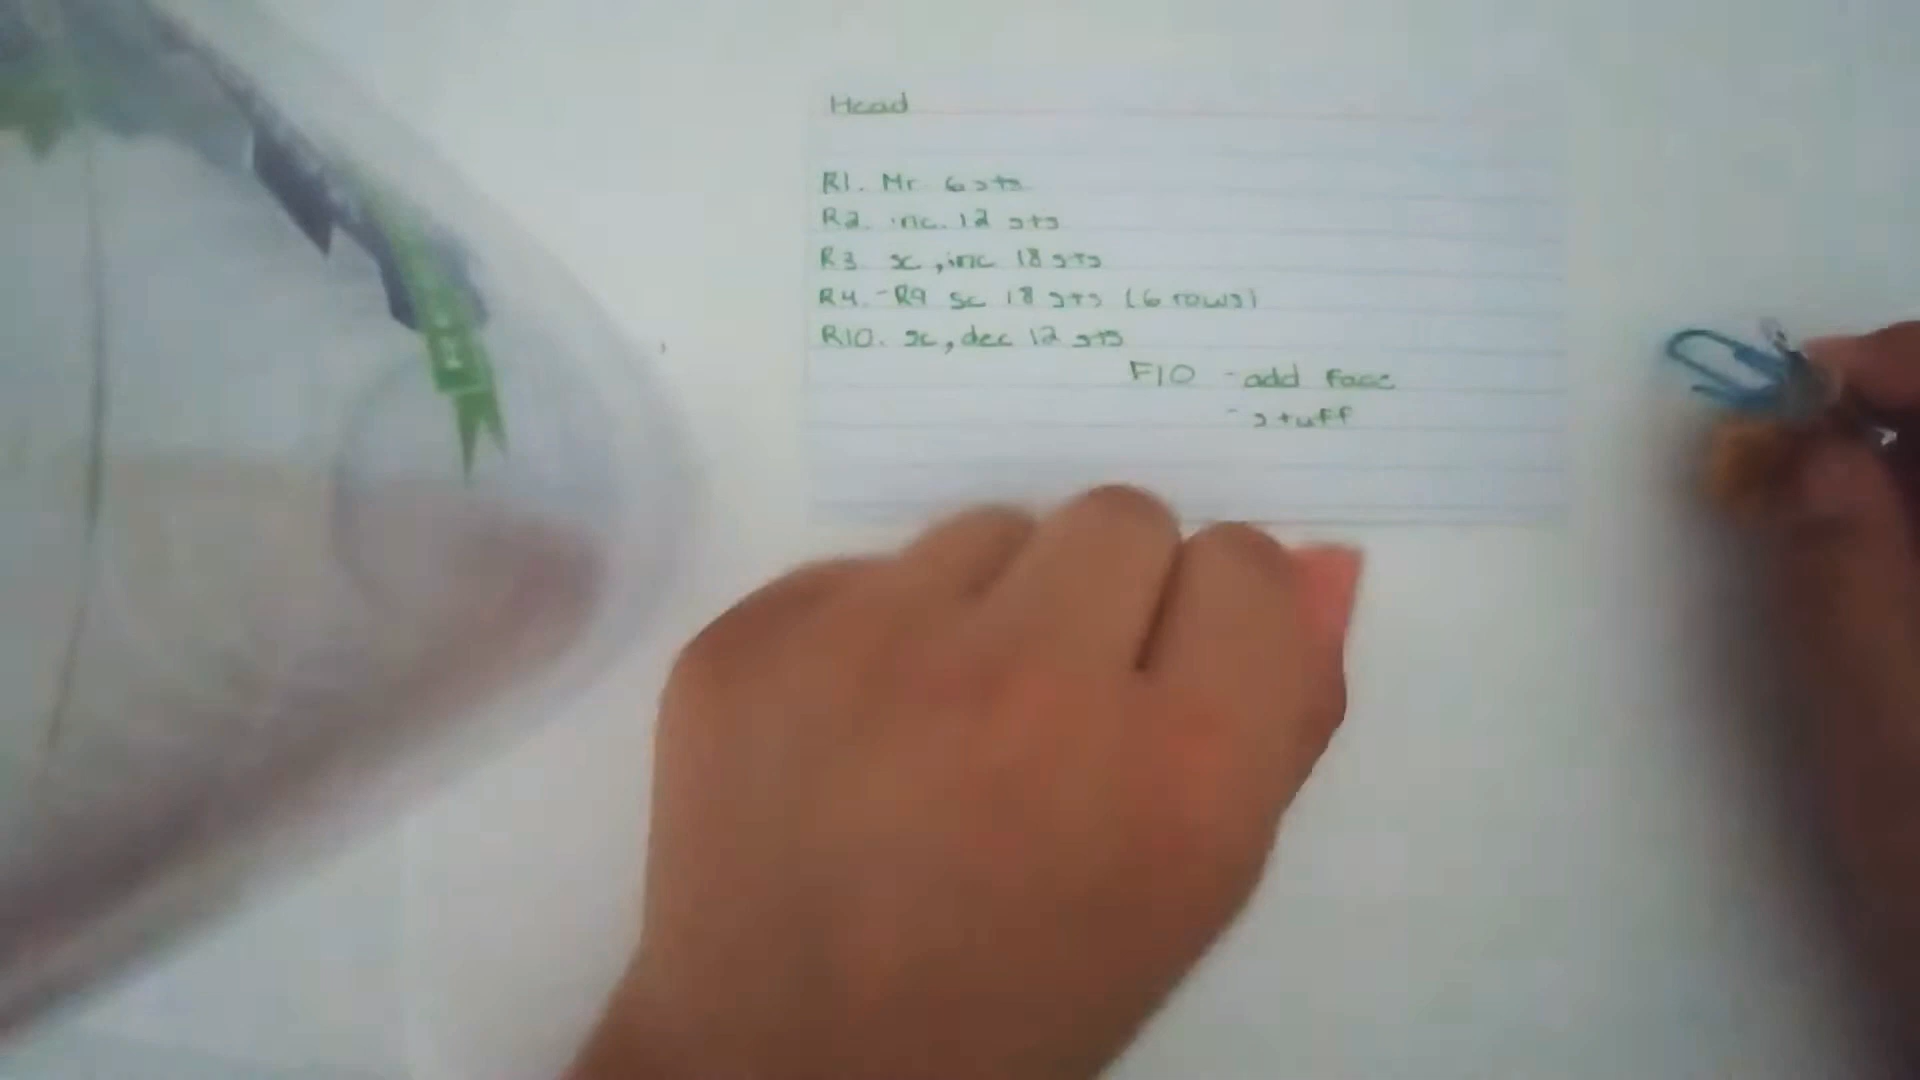 Head
R1. Mr 6 sts
R2. inc. 12 sts
R3 sc, inc 18 sts
R4.-R9 sc 18 sts (6 rows)
R10. sc, dec 12 sts
F10 - add face
- stuff